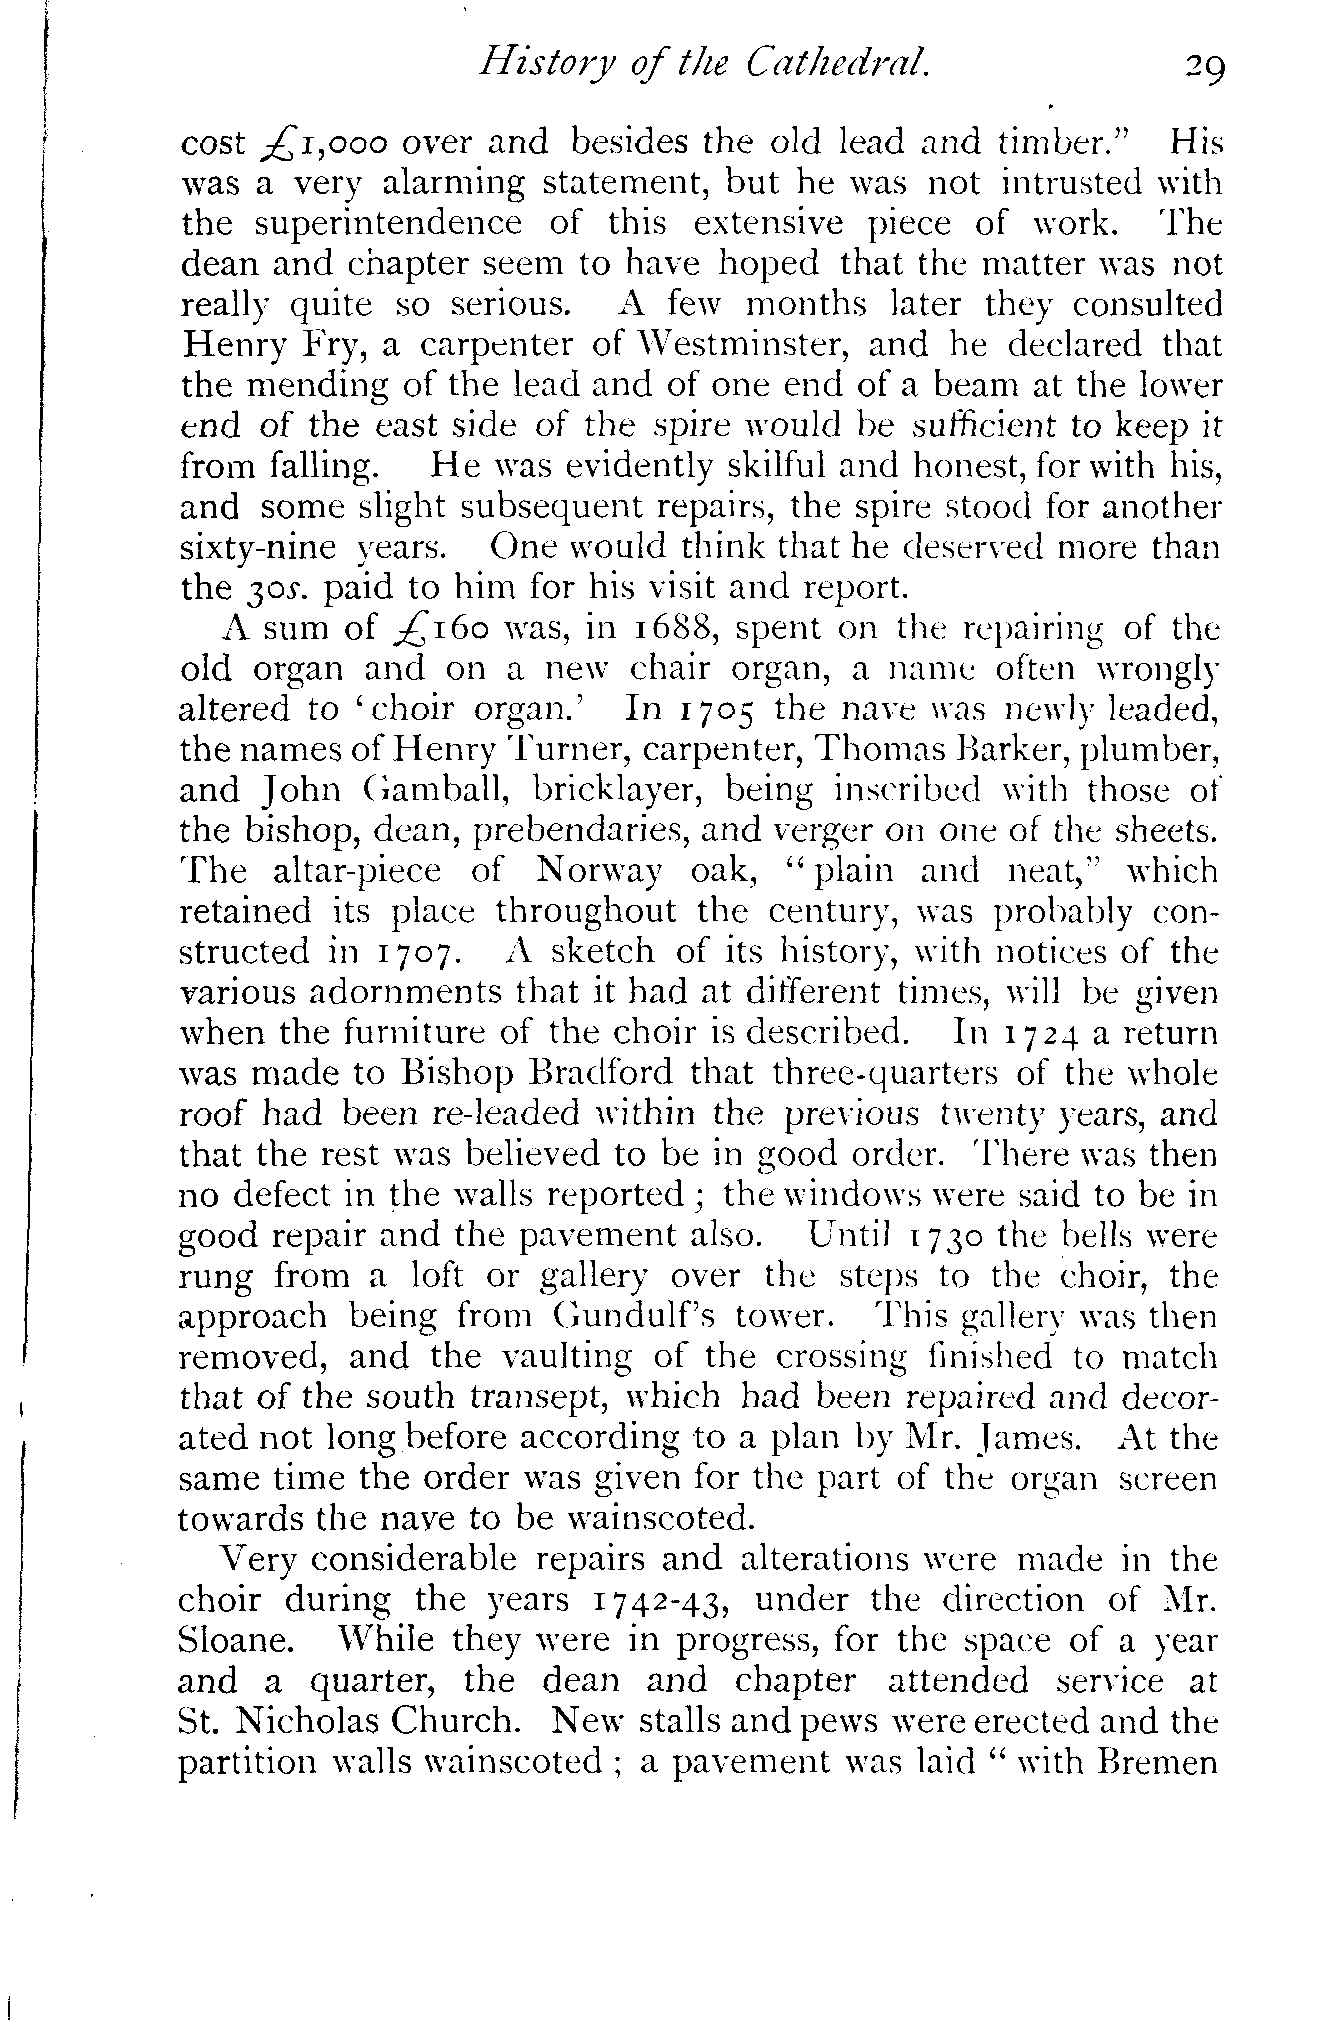 History of the Cathedral. 29
cost £1,000 over and besides the old lead and timber." His
was a very alarming statement, but he was not intrusted with
the superintendence of this extensive piece of work. The
dean and chapter seem to have hoped that the matter was not
really quite so serious. A few months later they consulted
Henry Fry, a carpenter of Westminster, and he declared that
the mending of the lead and of one end of a beam at the lower
end of the east side of the spire would be sufficient to keep it
from falling. He was evidently skilful and honest, for with his,
and some slight subsequent repairs, the spire stood for another
sixty-nine years. One would think that he deserved more than
the 30s. paid to him for his visit and report.
A sum of £160 was, in 1688, spent on the repairing of the
old organ and on a new chair organ, a name often wrongly
altered to ‘choir organ.’ In 1705 the nave was newly leaded,
the names of Henry Turner, carpenter, Thomas Barker, plumber,
and John Gamball, bricklayer, being inscribed with those of
the bishop, dean, prebendaries, and verger on one of the sheets.
The altar-piece of Norway oak, “plain and neat,” which
retained its place throughout the century, was probably con-
structed in 1707. A sketch of its history, with notices of the
various adornments that it had at different times, will be given
when the furniture of the choir is described. In 1724 a return
was made to Bishop Bradford that three-quarters of the whole
roof had been re-leaded within the previous twenty years, and
that the rest was believed to be in good order. There was then
no defect in the walls reported ; the windows were said to be in
good repair and the pavement also. Until 1730 the bells were
rung from a loft or gallery over the steps to the choir, the
approach being from Gundulf's tower. This gallery was then
removed, and the vaulting of the crossing finished to match
that of the south transept, which had been repaired and decor-
ated not long before according to a plan by Mr. James. At the
same time the order was given for the part of the organ screen
towards the nave to be wainscoted.
Very considerable repairs and alterations were made in the
choir during the years 1742-43, under the direction of Mr.
Sloane. While they were in progress, for the space of a year
and a quarter, the dean and chapter attended service at
St. Nicholas Church. New stalls and pews were erected and the
partition walls wainscoted ; a pavement was laid “ with Bremen